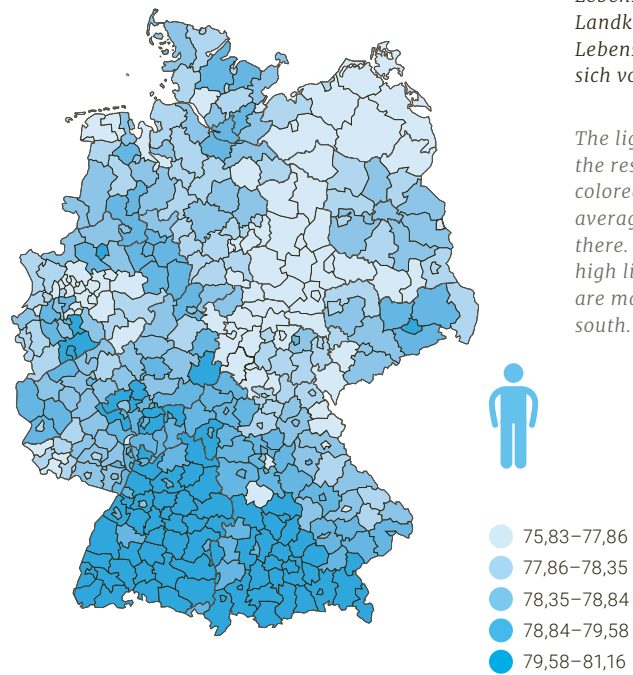 Landk
Leben
sich vo
The lig
the res
colore
averag
there.
high li
are mo
south.
75,83–77,86
77,86–78,35
78,35–78,84
78,84–79,58
79,58–81,16